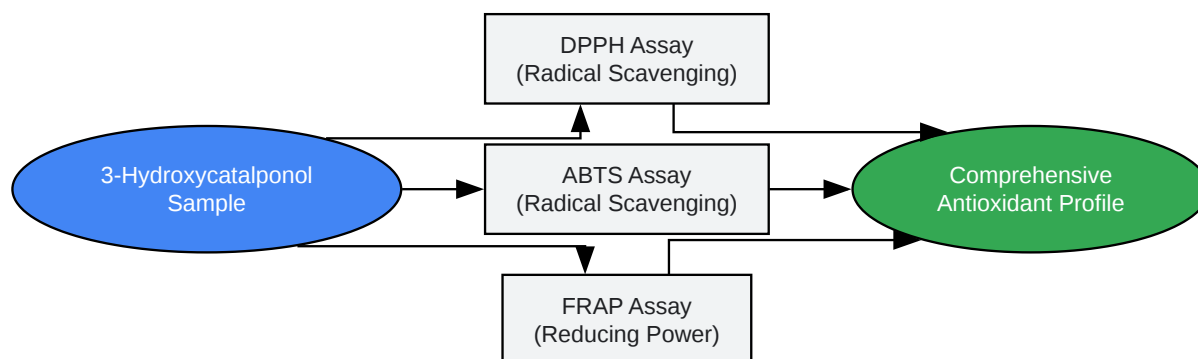 DPPH Assay
(Radical Scavenging)
3-Hydroxycatalponol
Sample
ABTS Assay
(Radical Scavenging)
Comprehensive
Antioxidant Profile
FRAP Assay
(Reducing Power)